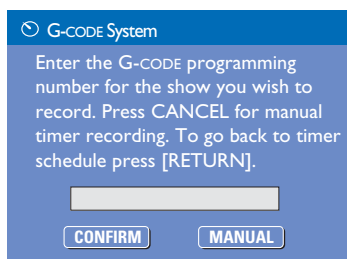 G-CODE System
Enter the G-CODE programming
number for the show you wish to
record. Press CANCEL for manual
timer recording. To go back to timer
schedule press [RETURN].
CONFIRM MANUAL